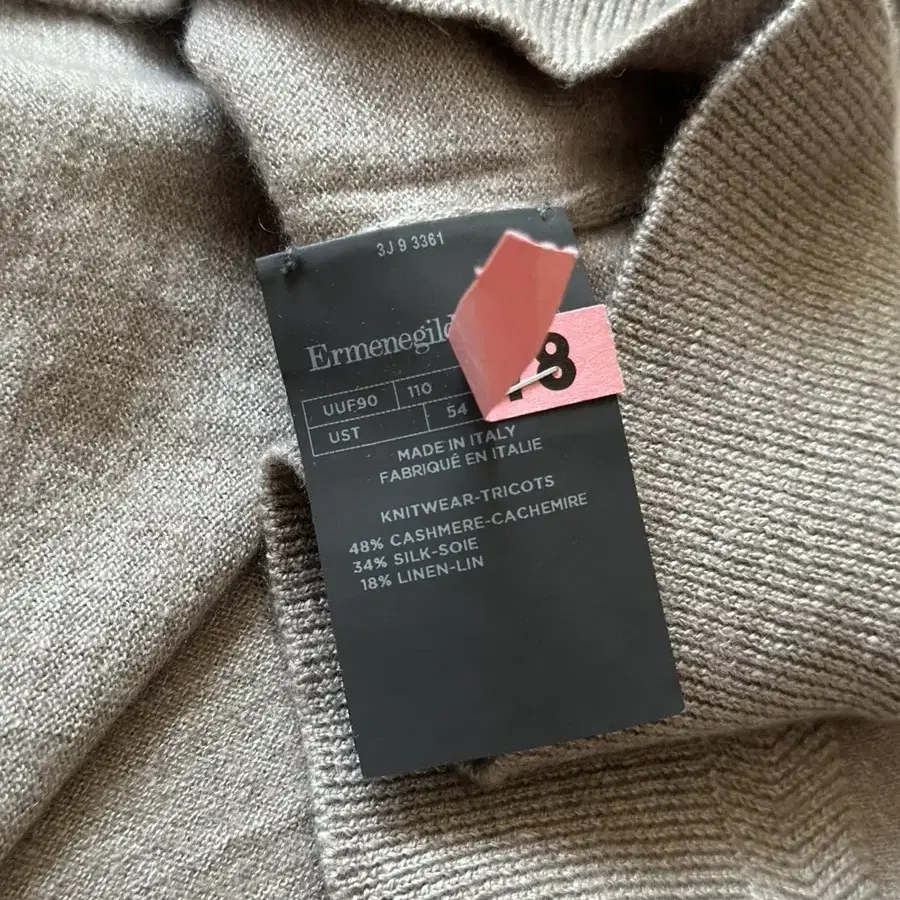 3J 9 3361
Ermenegild
UUF90 110
UST 54
MADE IN ITALY
FABRIQUÉ EN ITALIE
KNITWEAR-TRICOTS
48% CASHMERE-CACHEMIRE
34% SILK-SOIE
18% LINEN-LIN
8